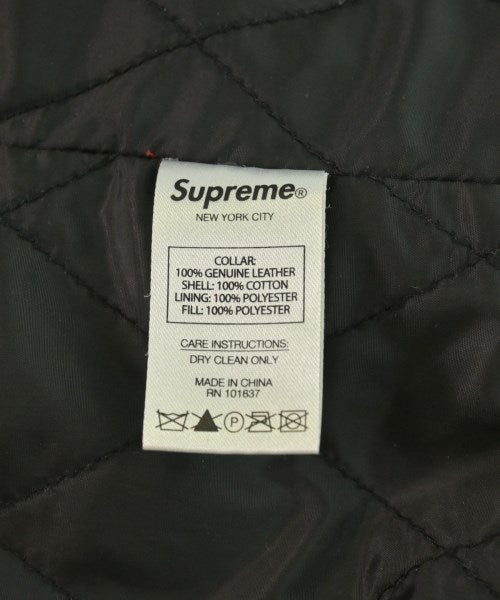 Supreme®
NEW YORK CITY
COLLAR:
100% GENUINE LEATHER
SHELL: 100% COTTON
LINING: 100% POLYESTER
FILL: 100% POLYESTER
CARE INSTRUCTIONS:
DRY CLEAN ONLY
MADE IN CHINA
RN 101837
P